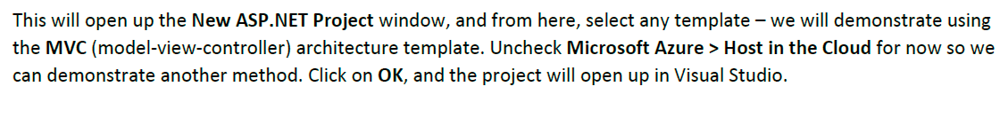 This will open up the New ASP.NET Project window, and from here, select any template – we will demonstrate using
the MVC (model-view-controller) architecture template. Uncheck Microsoft Azure > Host in the Cloud for now so we
can demonstrate another method. Click on OK, and the project will open up in Visual Studio.